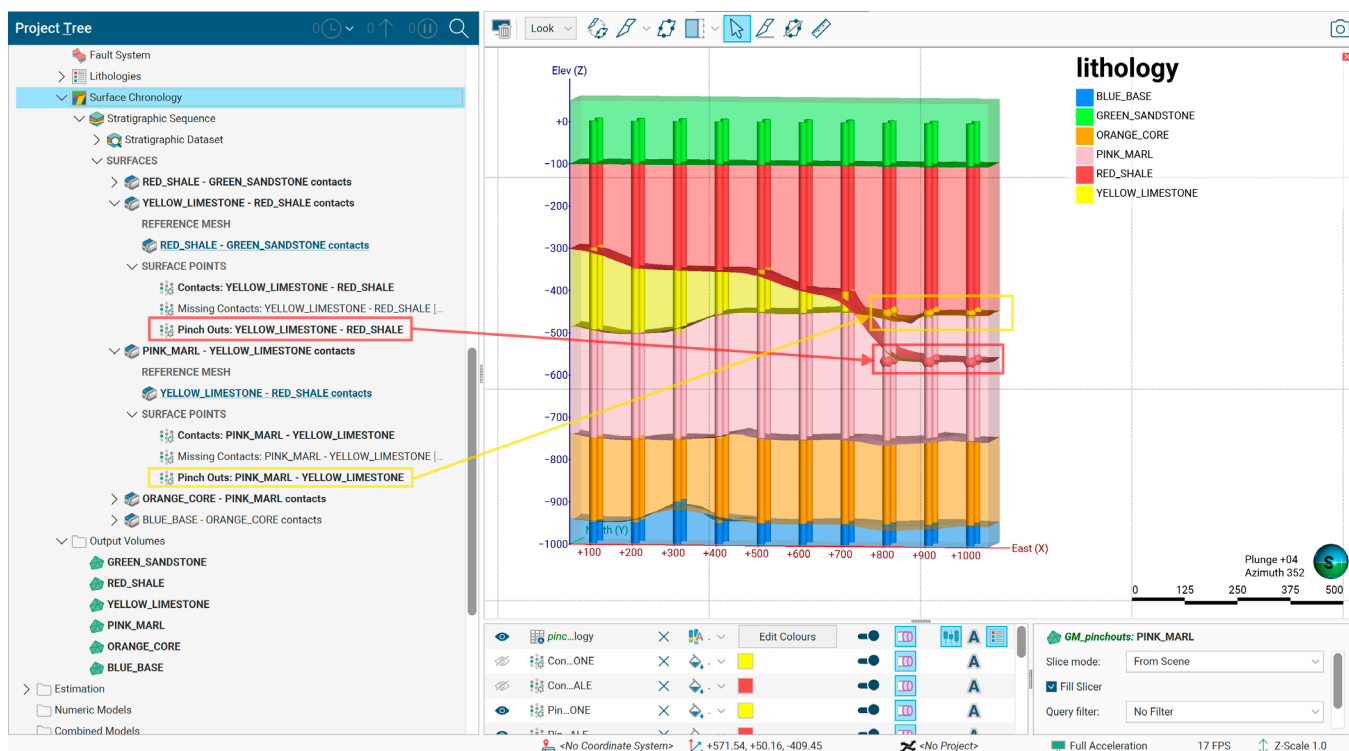 Project Tree
0
0
0
Look
Fault System
Lithologies
Surface Chronology
Stratigraphic Sequence
Stratigraphic Dataset
SURFACES
RED_SHALE - GREEN_SANDSTONE contacts
YELLOW_LIMESTONE - RED_SHALE contacts
REFERENCE MESH
RED_SHALE - GREEN_SANDSTONE contacts
SURFACE POINTS
Contacts: YELLOW_LIMESTONE - RED_SHALE
Missing Contacts: YELLOW_LIMESTONE - RED_SHALE [...
Pinch Outs: YELLOW_LIMESTONE - RED_SHALE
PINK_MARL - YELLOW_LIMESTONE contacts
REFERENCE MESH
YELLOW_LIMESTONE - RED_SHALE contacts
SURFACE POINTS
Contacts: PINK_MARL - YELLOW_LIMESTONE
Missing Contacts: PINK_MARL - YELLOW_LIMESTONE [...
Pinch Outs: PINK_MARL - YELLOW_LIMESTONE
ORANGE_CORE - PINK_MARL contacts
BLUE_BASE - ORANGE_CORE contacts
Output Volumes
GREEN_SANDSTONE
RED_SHALE
YELLOW_LIMESTONE
PINK_MARL
ORANGE_CORE
BLUE_BASE
Estimation
Numeric Models
Combined Models
Elev (Z)
+0
-100
-200
-300
-400
-500
-600
-700
-800
-900
-1000
North (Y)
+100 +200 +300 +400 +500 +600 +700 +800 +900 +1000
East (X)
lithology
BLUE_BASE
GREEN_SANDSTONE
ORANGE_CORE
PINK_MARL
RED_SHALE
YELLOW_LIMESTONE
Plunge +04
Azimuth 352
S
0 125 250 375 500
pinc...logy
Edit Colours
A
Con...ONE
A
Con...ALE
A
Pin...ONE
A
Pin...ALE
GM_pinchouts: PINK_MARL
Slice mode: From Scene
Fill Slicer
Query filter: No Filter
<No Coordinate System> +571.54, +50.16, -409.45 <No Project> Full Acceleration 17 FPS Z-Scale 1.0